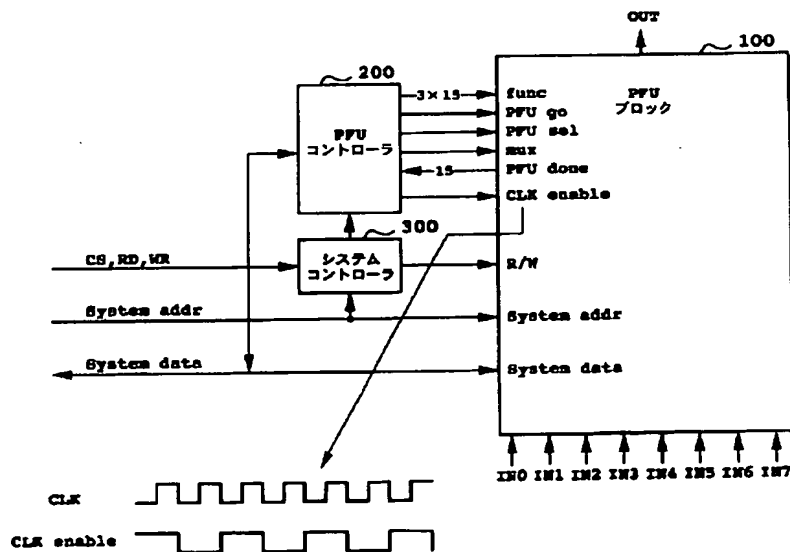 OUT
100
200
3×15
func
PFU
ブロック
PFU go
PFU
コントローラ
PFU sel
mux
15
PFU done
CLK enable
300
CS,RD,WR
システム
コントローラ
R/W
System addr
System addr
System data
System data
IN0 IN1 IN2 IN3 IN4 IN5 IN6 IN7
CLK
CLK enable